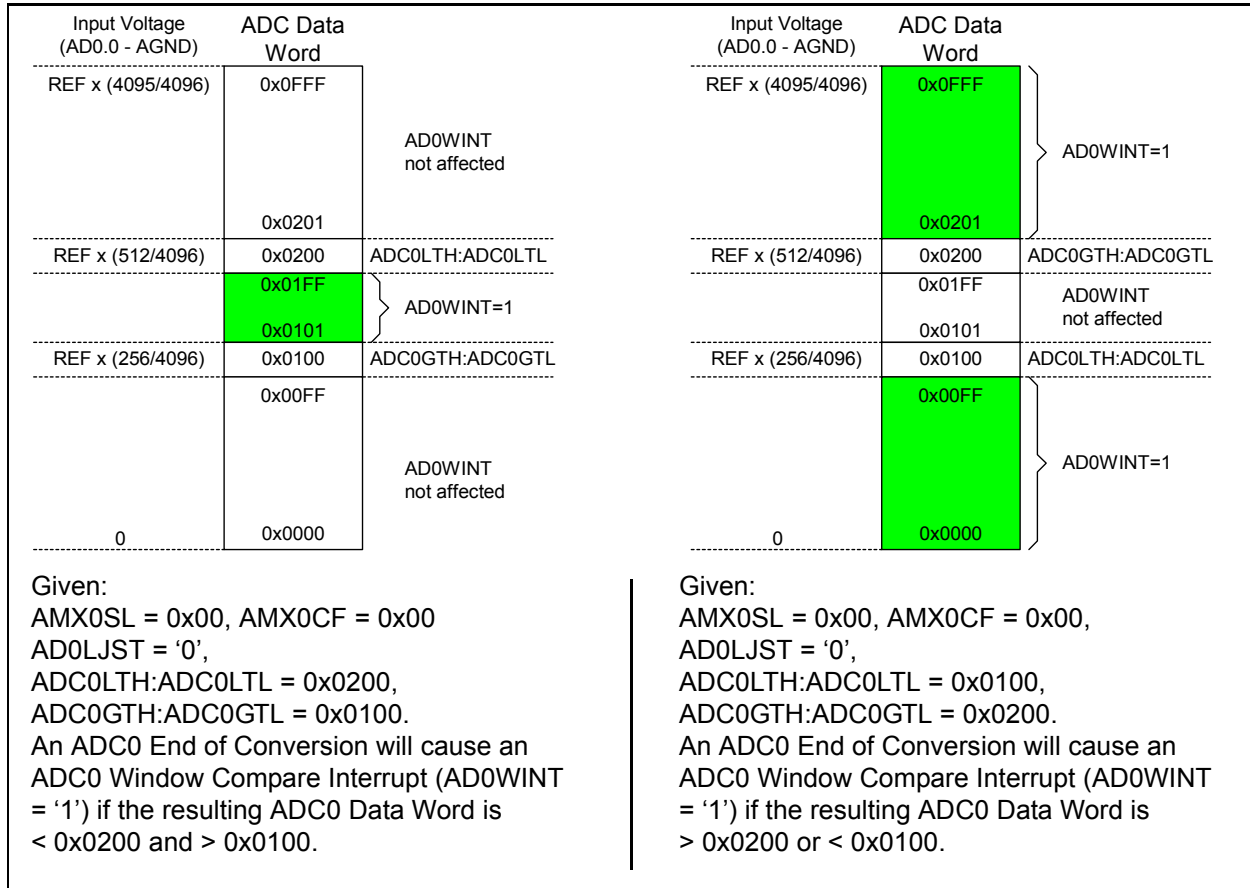 Input Voltage
(AD0.0 - AGND)
ADC Data
Word
REF x (4095/4096)
0x0FFF
AD0WINT
not affected
0x0201
REF x (512/4096)
0x0200
ADC0LTH:ADC0LTL
0x01FF
AD0WINT=1
0x0101
REF x (256/4096)
0x0100
ADC0GTH:ADC0GTL
0x00FF
AD0WINT
not affected
0
0x0000
Given:
AMX0SL = 0x00, AMX0CF = 0x00
AD0LJST = ‘0’,
ADC0LTH:ADC0LTL = 0x0200,
ADC0GTH:ADC0GTL = 0x0100.
An ADC0 End of Conversion will cause an
ADC0 Window Compare Interrupt (AD0WINT
= ‘1’) if the resulting ADC0 Data Word is
< 0x0200 and > 0x0100.
Input Voltage
(AD0.0 - AGND)
ADC Data
Word
REF x (4095/4096)
0x0FFF
AD0WINT=1
0x0201
REF x (512/4096)
0x0200
ADC0GTH:ADC0GTL
0x01FF
AD0WINT
not affected
0x0101
REF x (256/4096)
0x0100
ADC0LTH:ADC0LTL
0x00FF
AD0WINT=1
0
0x0000
Given:
AMX0SL = 0x00, AMX0CF = 0x00,
AD0LJST = ‘0’,
ADC0LTH:ADC0LTL = 0x0100,
ADC0GTH:ADC0GTL = 0x0200.
An ADC0 End of Conversion will cause an
ADC0 Window Compare Interrupt (AD0WINT
= ‘1’) if the resulting ADC0 Data Word is
> 0x0200 or < 0x0100.